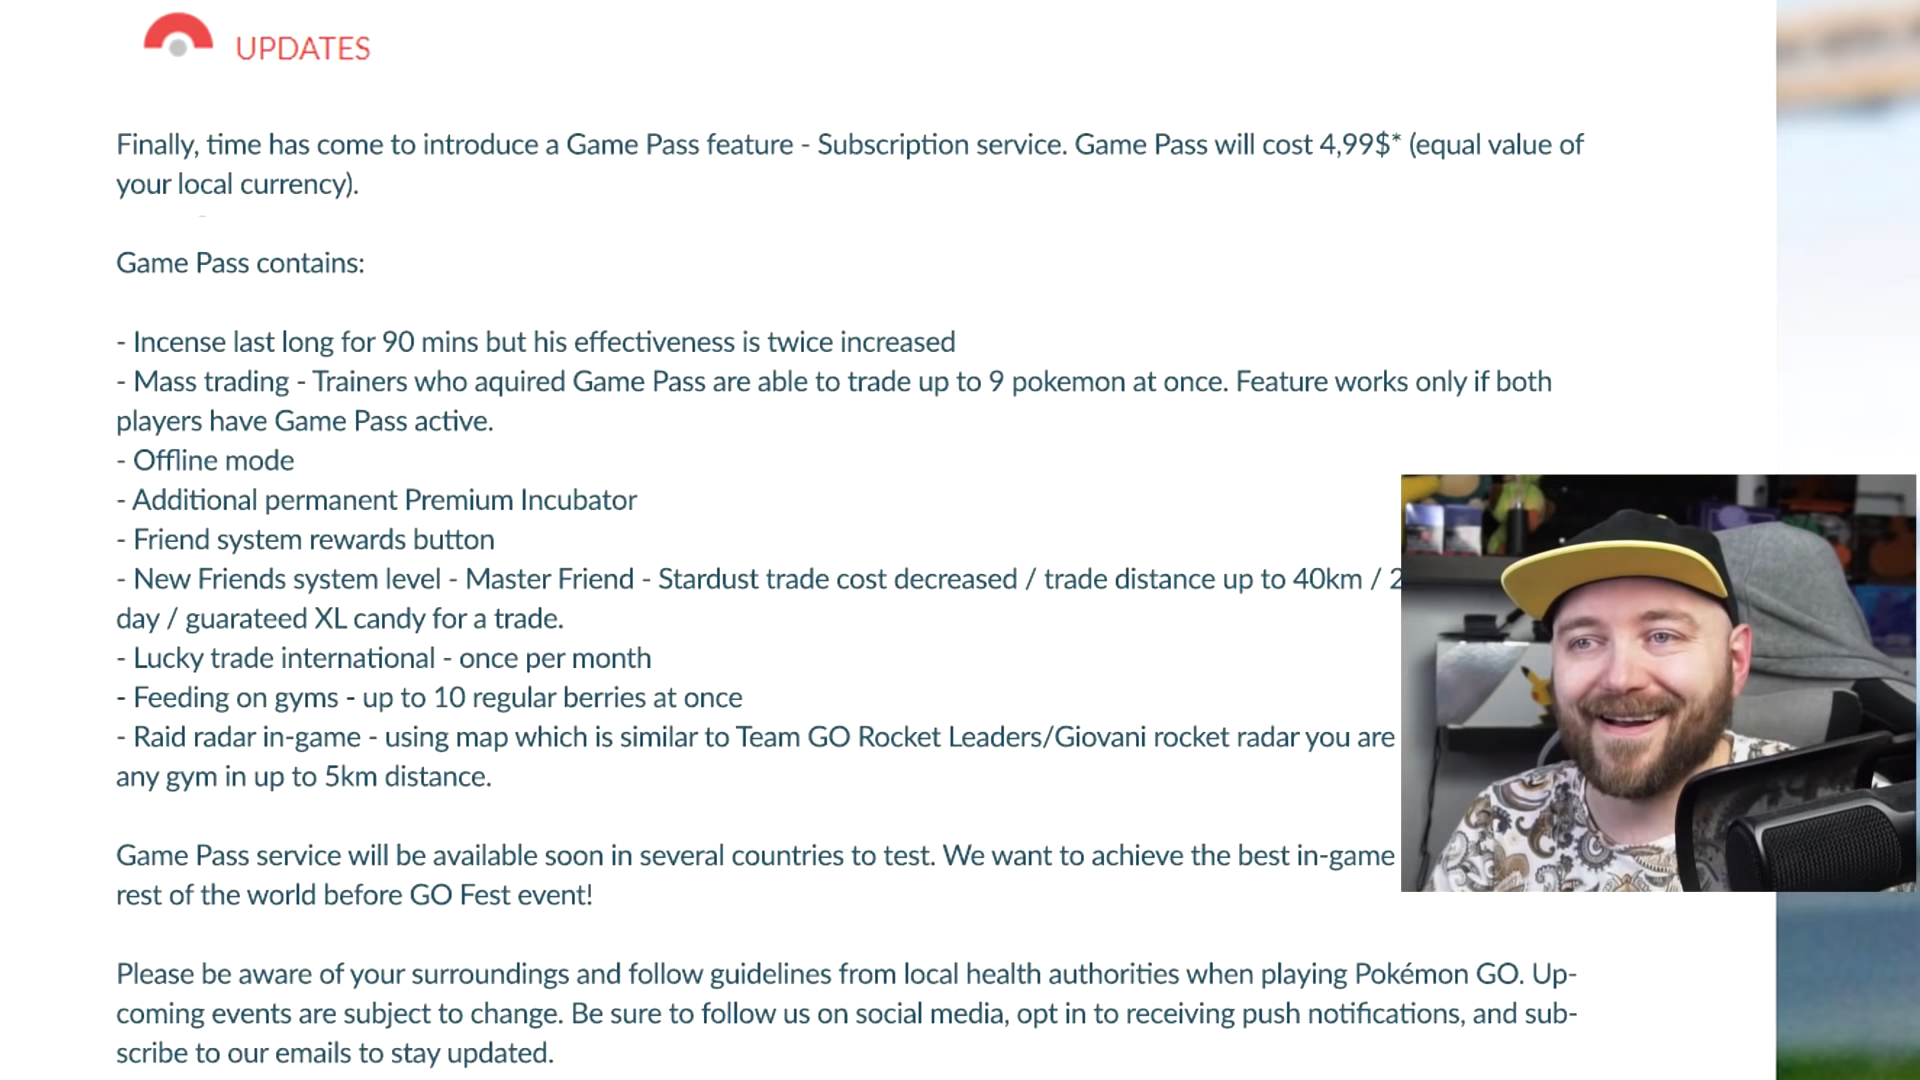 UPDATES
Finally, time has come to introduce a Game Pass feature - Subscription service. Game Pass will cost 4,99$* (equal value of
your local currency).
Game Pass contains:
- Incense last long for 90 mins but his effectiveness is twice increased
- Mass trading - Trainers who aquired Game Pass are able to trade up to 9 pokemon at once. Feature works only if both
players have Game Pass active.
- Offline mode
- Additional permanent Premium Incubator
- Friend system rewards button
- New Friends system level - Master Friend - Stardust trade cost decreased / trade distance up to 40km / 2
day / guarateed XL candy for a trade.
- Lucky trade international - once per month
- Feeding on gyms - up to 10 regular berries at once
- Raid radar in-game - using map which is similar to Team GO Rocket Leaders/Giovani rocket radar you are
any gym in up to 5km distance.
Game Pass service will be available soon in several countries to test. We want to achieve the best in-game
rest of the world before GO Fest event!
Please be aware of your surroundings and follow guidelines from local health authorities when playing Pokémon GO. Up-
coming events are subject to change. Be sure to follow us on social media, opt in to receiving push notifications, and sub-
scribe to our emails to stay updated.